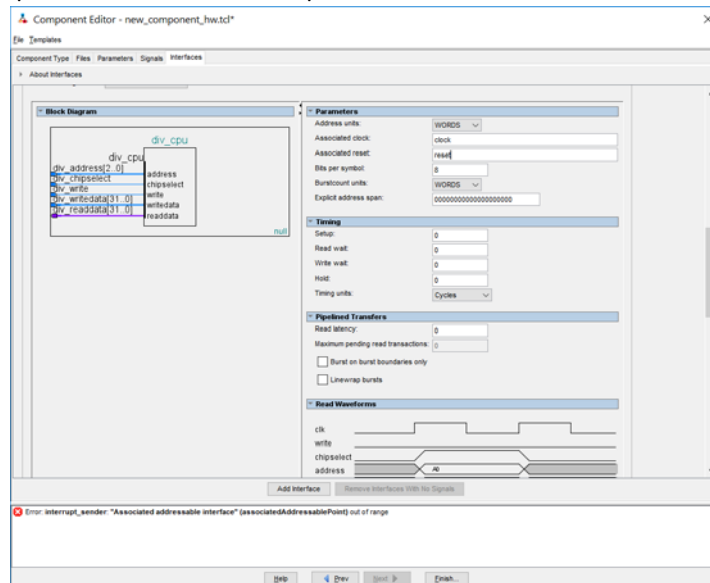 Component Editor - new_component_hw.tcl*
File Templates
Component Type Files Parameters Signals Interfaces
About Interfaces
Block Diagram
div_cpu
div_cpu
div_address[2..0]
address
div_chipselect
chipselect
div_write
write
div_writedata[31..0]
writedata
div_readdata[31..0]
readdata
null
Parameters
Address units: WORDS
Associated clock: clock
Associated reset: reset
Bits per symbol: 8
Burstcount units: WORDS
Explicit address span: 00000000000000000000
Timing
Setup: 0
Read wait: 0
Write wait: 0
Hold: 0
Timing units: Cycles
Pipelined Transfers
Read latency: 0
Maximum pending read transactions: 0
Burst on burst boundaries only
Linewrap bursts
Read Waveforms
clk
write
chipselect
address A0
Add Interface Remove Interfaces With No Signals
Error: interrupt_sender: "Associated addressable interface" (associatedAddressablePoint) out of range
Help Prev Next Finish...